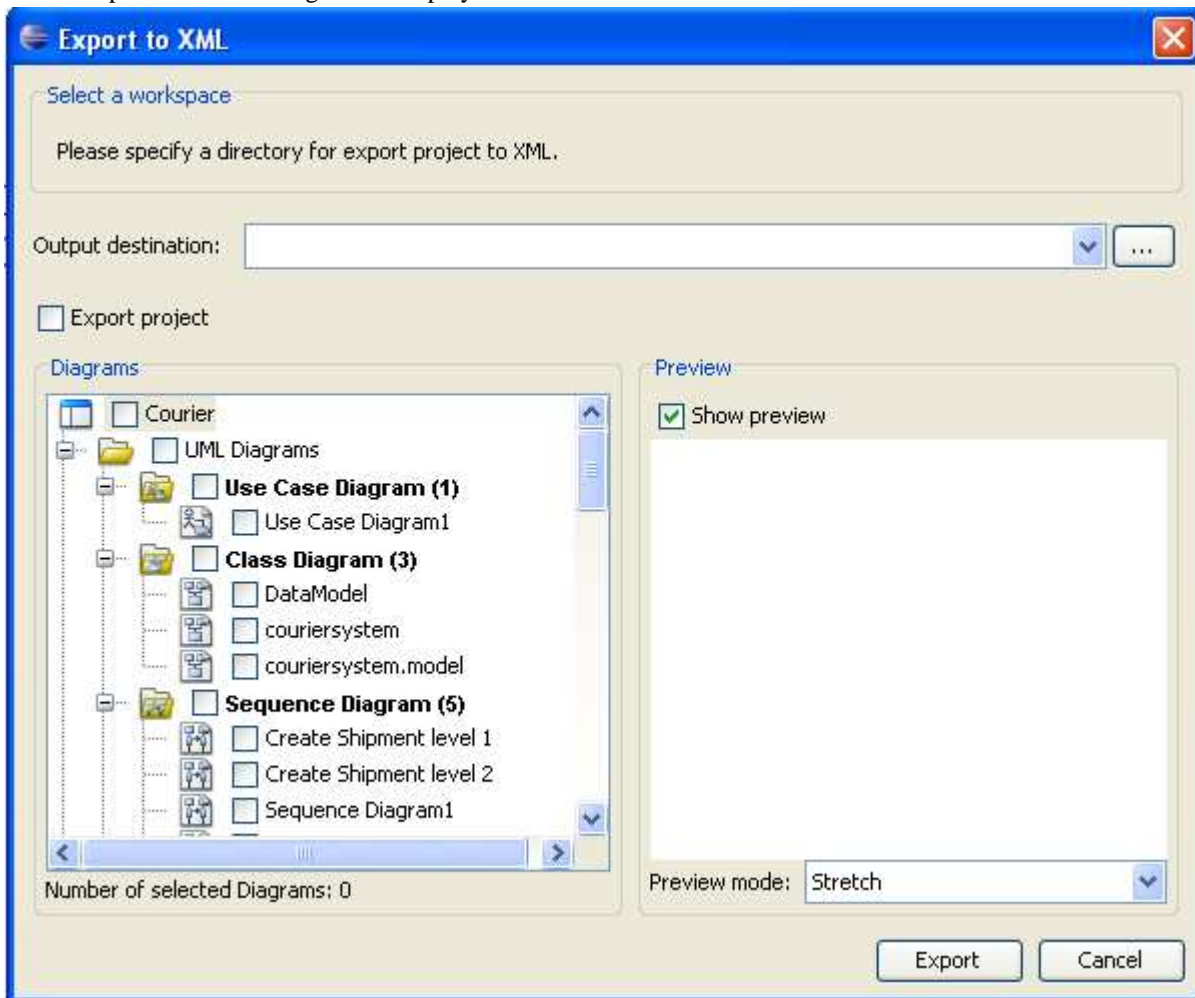 Export to XML
Select a workspace
Please specify a directory for export project to XML.
Output destination:
...
Export project
Diagrams
Courier
UML Diagrams
Use Case Diagram (1)
Use Case Diagram1
Class Diagram (3)
DataModel
couriersystem
couriersystem.model
Sequence Diagram (5)
Create Shipment level 1
Create Shipment level 2
Sequence Diagram1
Number of selected Diagrams: 0
Preview
Show preview
Preview mode: Stretch
Export Cancel